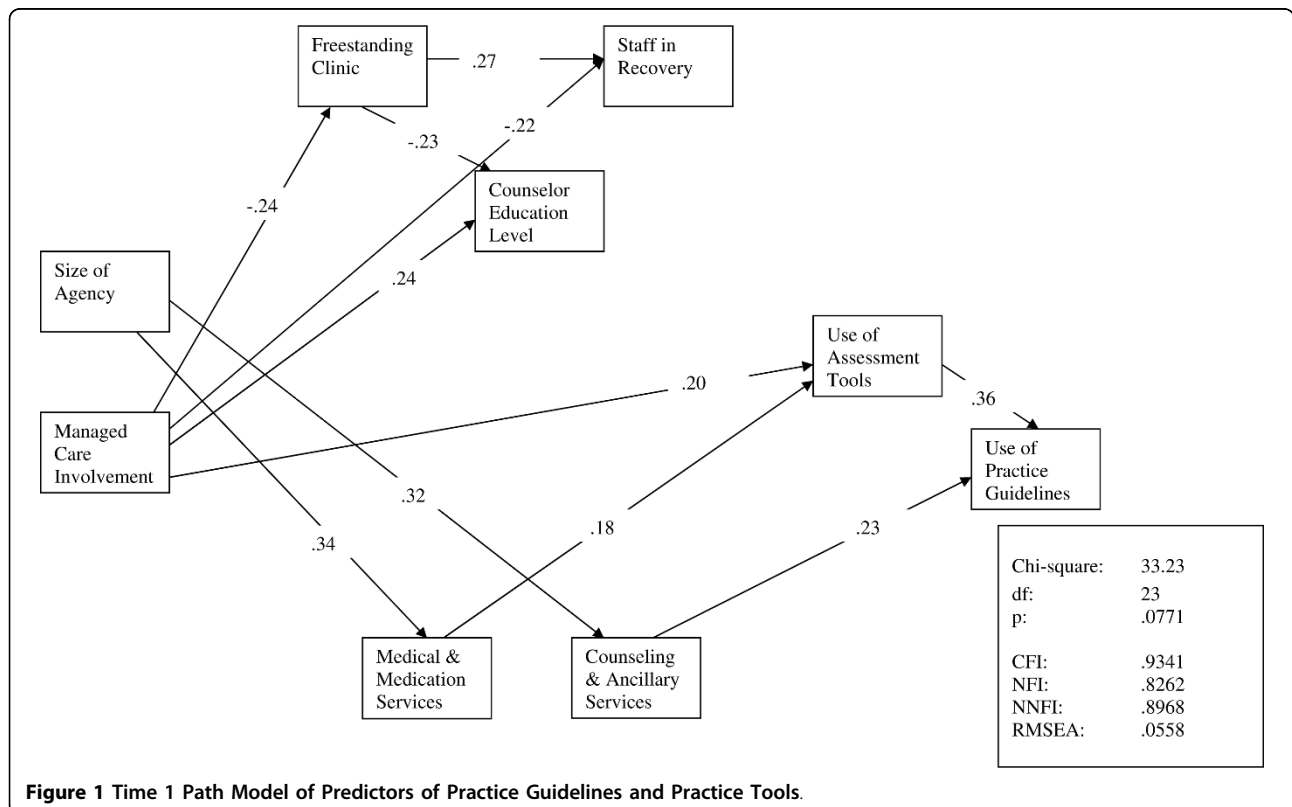 Freestanding
Clinic
.27
Staff in
Recovery
-.22
-.23
Counselor
Education
Level
-.24
Size of
Agency
.24
Use of
Assessment
Tools
.20
.36
Managed
Care
Involvement
Use of
Practice
Guidelines
.32
.18
.23
.34
Chi-square: 33.23
df: 23
p: .0771
CFI: .9341
NFI: .8262
NNFI: .8968
RMSEA: .0558
Medical &
Medication
Services
Counseling
& Ancillary
Services
Figure 1 Time 1 Path Model of Predictors of Practice Guidelines and Practice Tools.